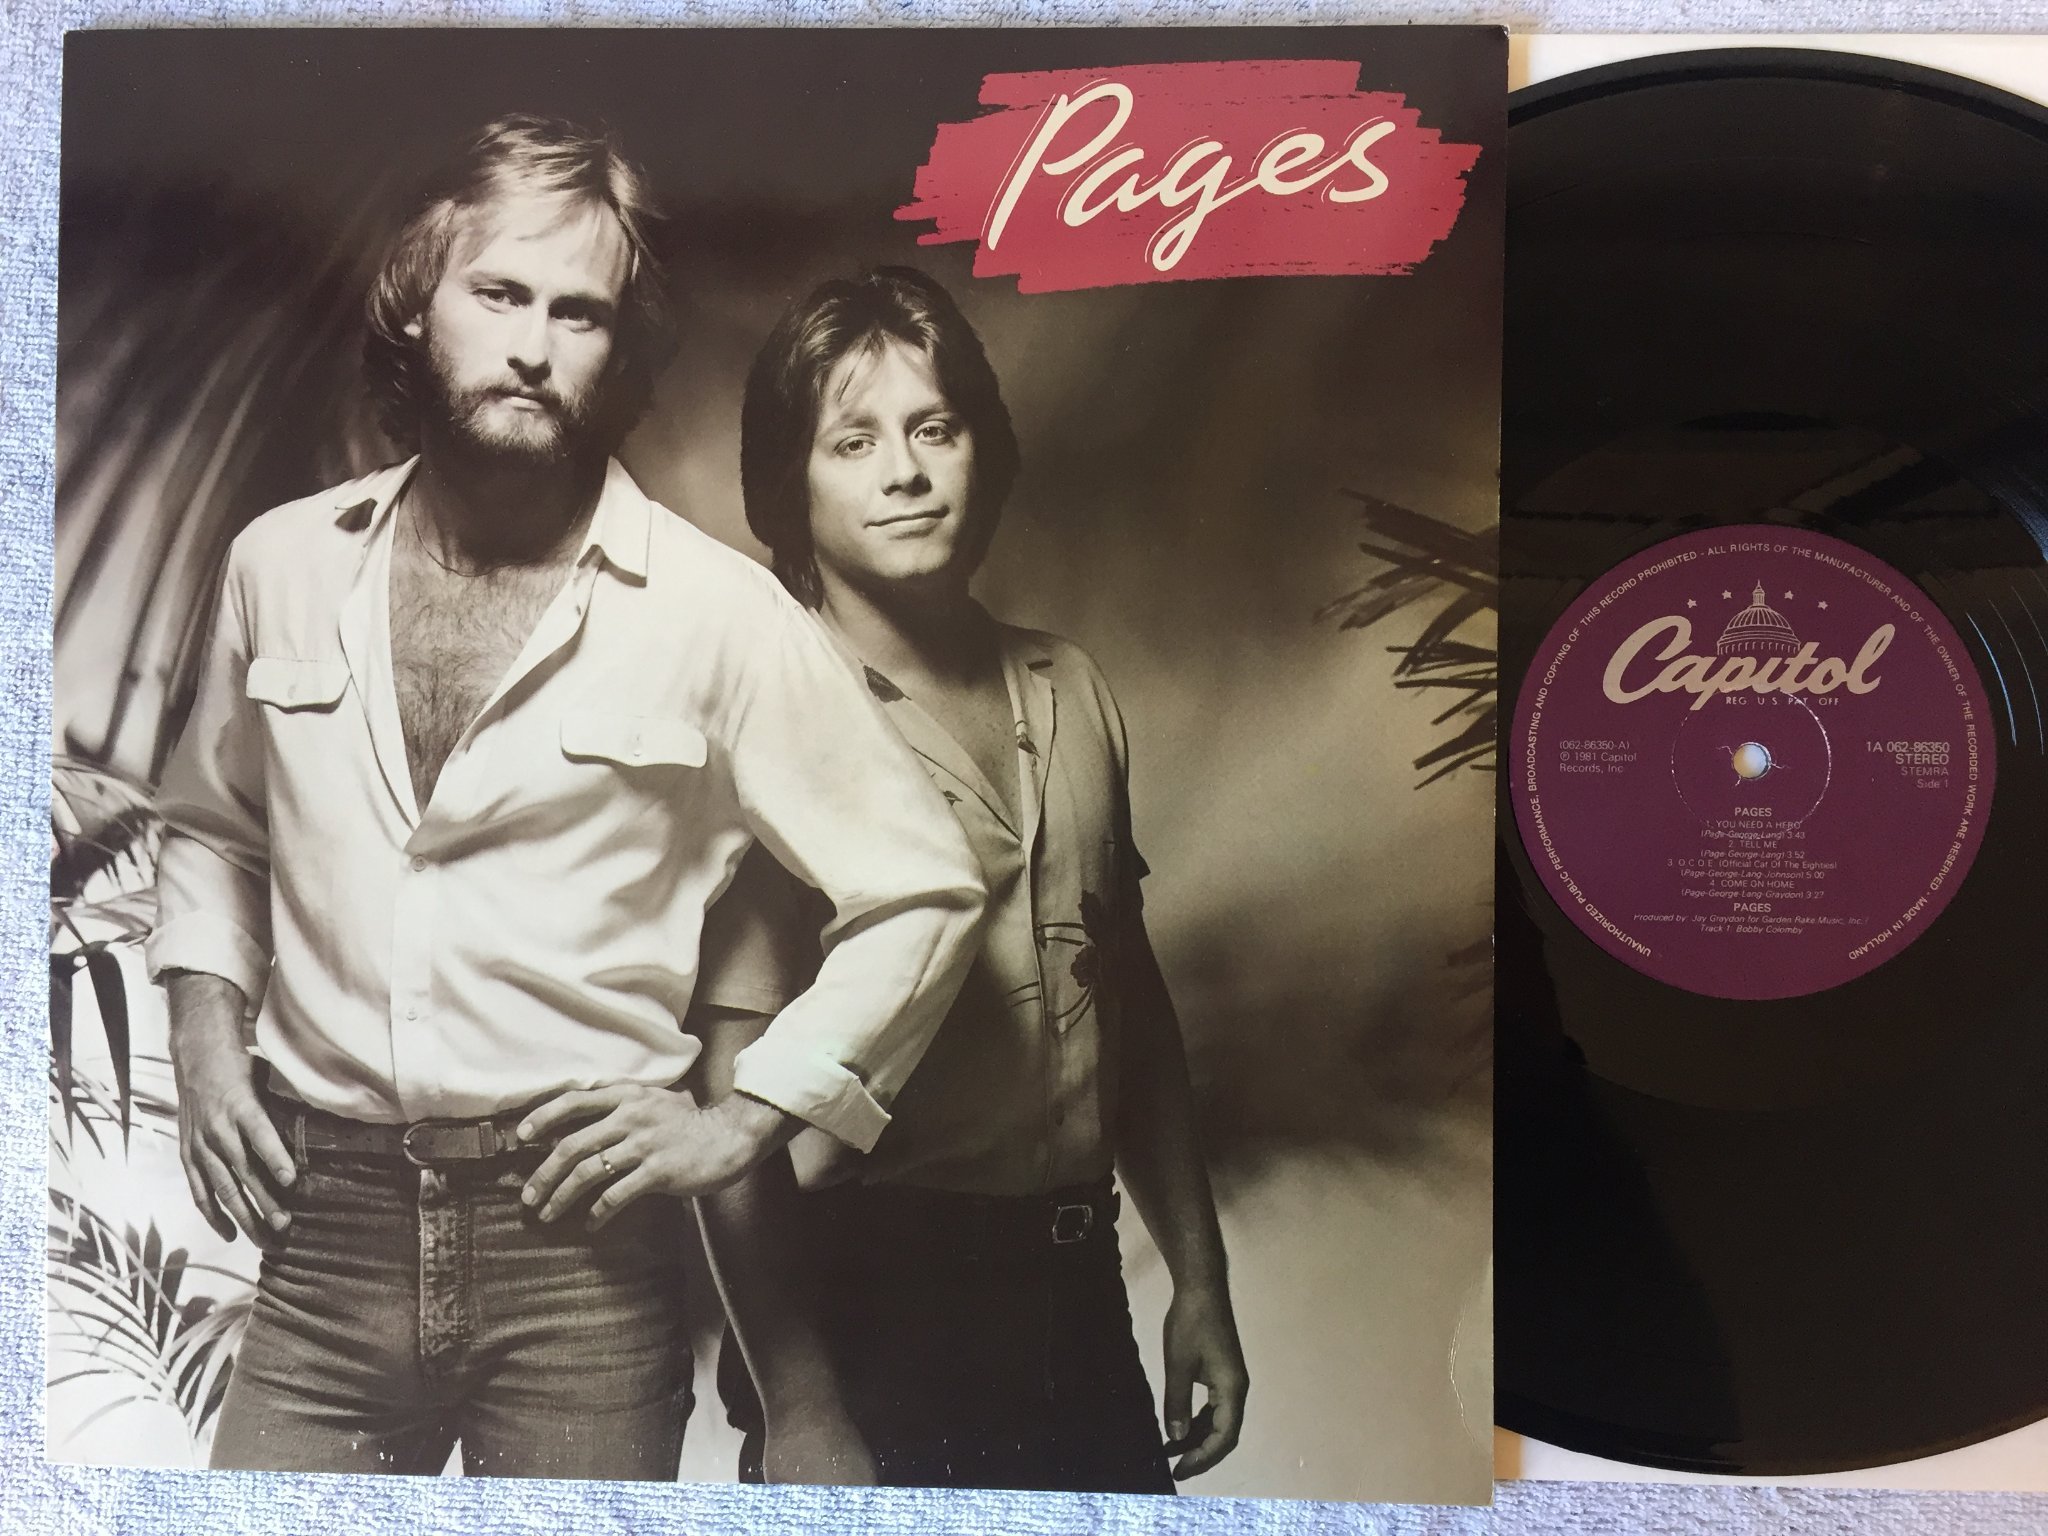 Pages
UNAUTHORIZED PUBLIC PERFORMANCE, BROADCASTING AND COPYING OF THIS RECORD PROHIBITED - ALL RIGHTS OF THE MANUFACTURER AND OF THE OWNER OF THE RECORDED WORK ARE RESERVED - MADE IN HOLLAND
Capitol
REG. U.S. PAT. OFF
(062-86350-A)
℗ 1981 Capitol
Records, Inc
1A 062-86350
STEREO
STEMRA
Side 1
PAGES
1. YOU NEED A HERO
(Page-George-Lang) 3:43
2. TELL ME
(Page-George-Lang) 3:52
3. O.C.O.E. (Official Cat Of The Eighties)
(Page-George-Lang-Johnson) 5:00
4. COME ON HOME
(Page-George-Lang-Graydon) 3:27
PAGES
Produced by: Jay Graydon for Garden Rake Music, Inc. /
Track 1: Bobby Colomby